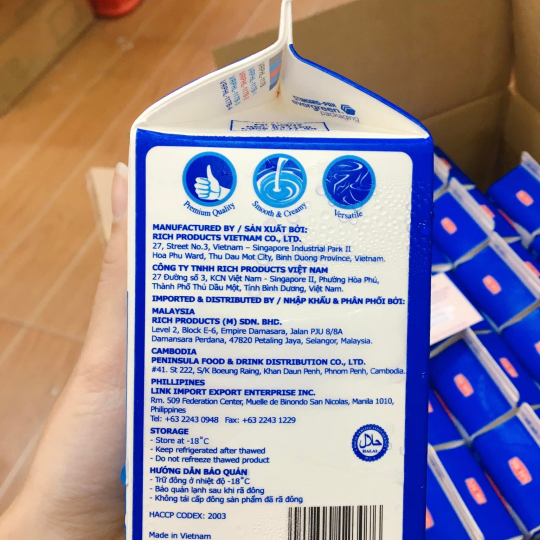 Premium Quality
Smooth & Creamy
Versatile
MANUFACTURED BY / SẢN XUẤT BỞI:
RICH PRODUCTS VIETNAM CO., LTD.
27, Street No.3, Vietnam – Singapore Industrial Park II
Hoa Phu Ward, Thu Dau Mot City, Binh Duong Province, Vietnam.
CÔNG TY TNHH RICH PRODUCTS VIỆT NAM
27 Đường số 3, KCN Việt Nam - Singapore II, Phường Hòa Phú,
Thành Phố Thủ Dầu Một, Tỉnh Bình Dương, Việt Nam.
IMPORTED & DISTRIBUTED BY / NHẬP KHẨU & PHÂN PHỐI BỞI:
MALAYSIA
RICH PRODUCTS (M) SDN. BHD.
Level 2, Block E-6, Empire Damasara, Jalan PJU 8/8A
Damansara Perdana, 47820 Petaling Jaya, Selangor, Malaysia.
CAMBODIA
PENINSULA FOOD & DRINK DISTRIBUTION CO., LTD.
#41. St 222, S/K Boeung Raing, Khan Daun Penh, Phnom Penh, Cambodia.
PHILLIPINES
LINK IMPORT EXPORT ENTERPRISE INC.
Rm. 509 Federation Center, Muelle de Binondo San Nicolas, Manila 1010,
Philippines
Tel: +63 2243 0948 Fax: +63 2243 1229
STORAGE
- Store at -18˚C
- Keep refrigerated after thawed
- Do not refreeze thawed product
حلال
HALAL
HƯỚNG DẪN BẢO QUẢN
- Trữ đông ở nhiệt độ -18˚C
- Bảo quản lạnh sau khi rã đông
- Không tái cấp đông sản phẩm đã rã đông
HACCP CODEX: 2003
Made in Vietnam